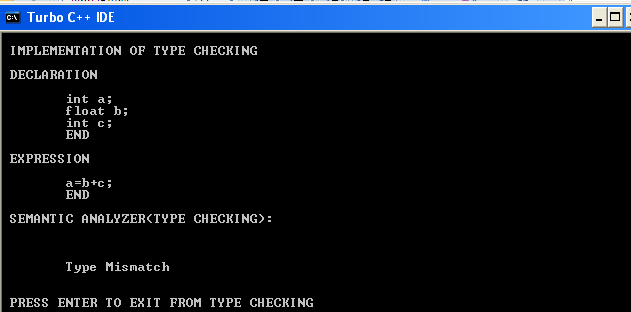 Turbo C++ IDE
IMPLEMENTATION OF TYPE CHECKING
DECLARATION
int a;
float b;
int c;
END
EXPRESSION
a=b+c;
END
SEMANTIC ANALYZER(TYPE CHECKING):
Type Mismatch
PRESS ENTER TO EXIT FROM TYPE CHECKING